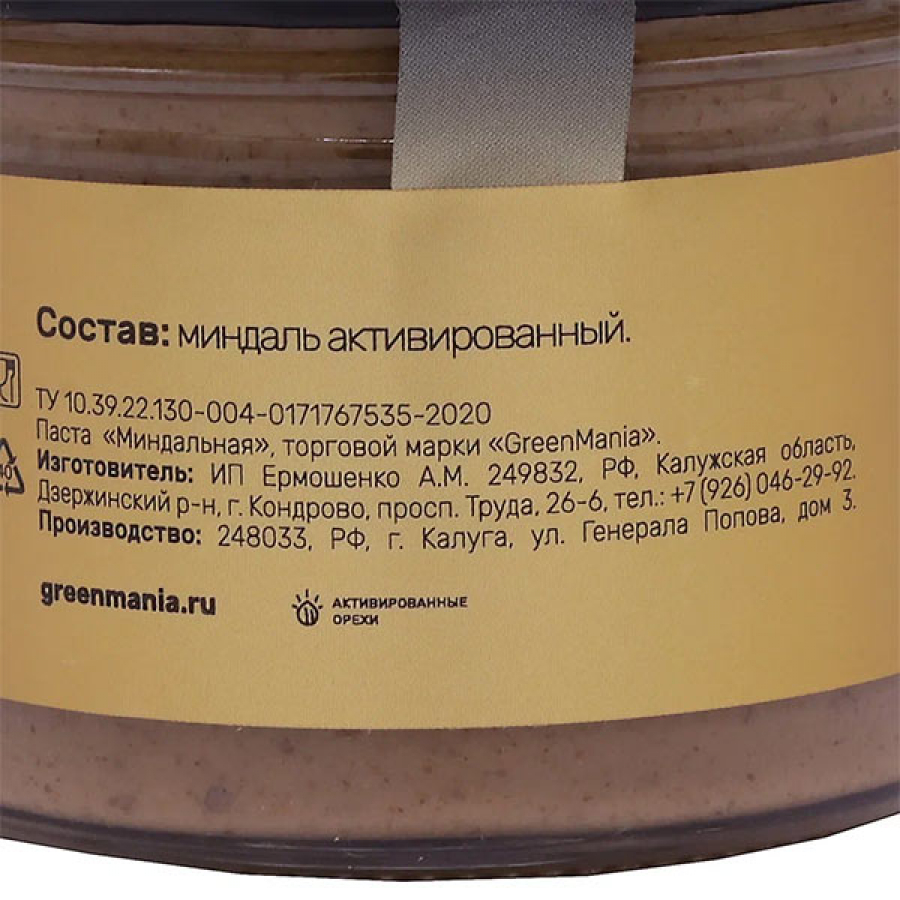 Состав: миндаль активированный.
ТУ 10.39.22.130-004-0171767535-2020
Паста «Миндальная», торговой марки «GreenMania».
Изготовитель: ИП Ермошенко А.М. 249832, РФ, Калужская область,
Дзержинский р-н, г. Кондрово, просп. Труда, 26-6, тел.: +7 (926) 046-29-92.
Производство: 248033, РФ, г. Калуга, ул. Генерала Попова, дом 3.
greenmania.ru
АКТИВИРОВАННЫЕ
ОРЕХИ